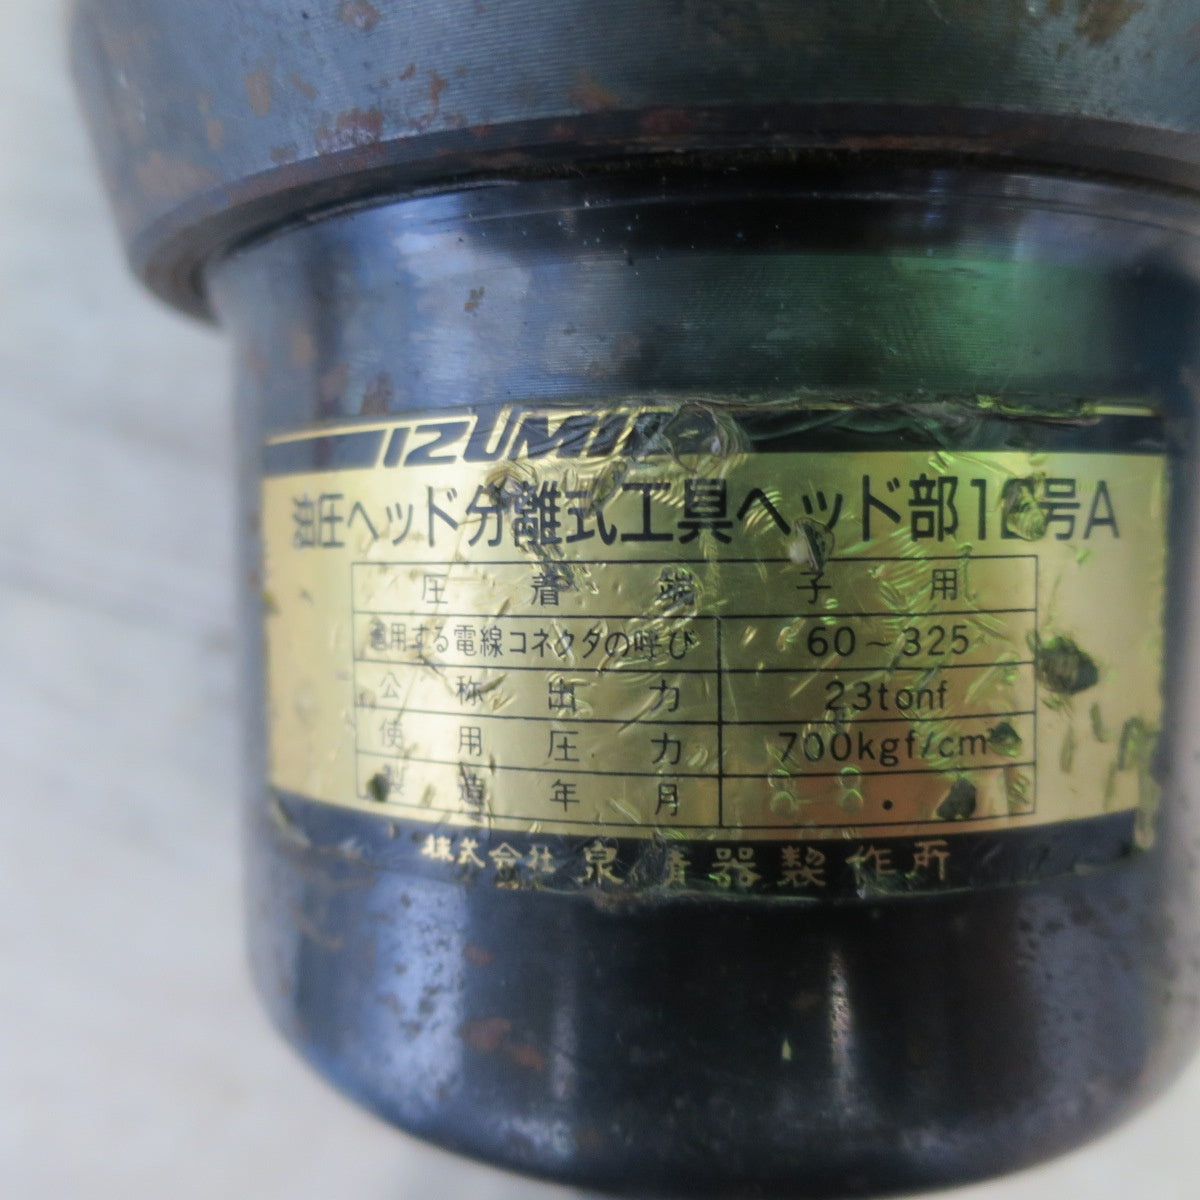 IZUMI
油圧ヘッド分離式工具ヘッド部 号A
圧着端子用
適用する電線コネクタの呼び 60~325
公称出力 23tonf
使用圧力 700kgf/cm²
製造年月
株式会社 泉精器製作所